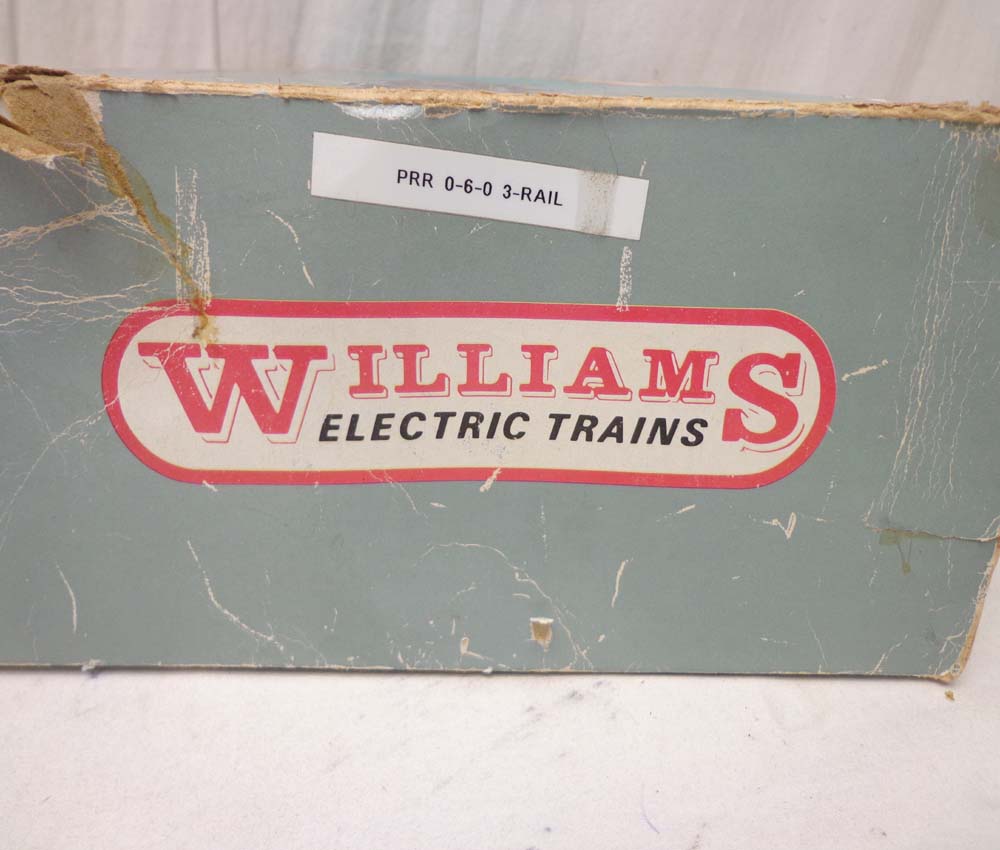 PRR 0-6-0 3-RAIL
WILLIAMS
ELECTRIC TRAINS